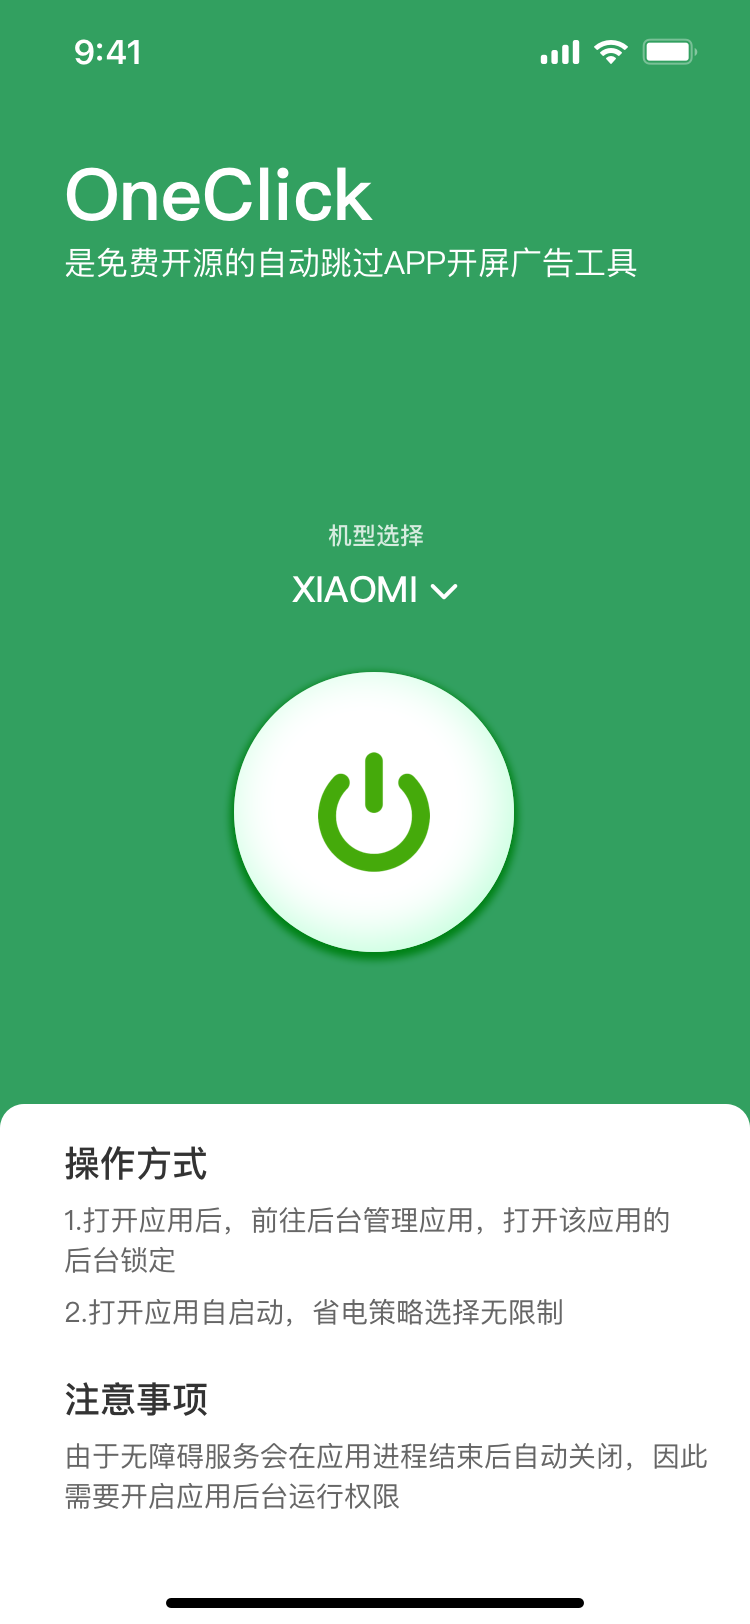 9:41
OneClick
是免费开源的自动跳过APP开屏广告工具
机型选择
XIAOMI
操作方式
1.打开应用后，前往后台管理应用，打开该应用的
后台锁定
2.打开应用自启动，省电策略选择无限制
注意事项
由于无障碍服务会在应用进程结束后自动关闭，因此
需要开启应用后台运行权限